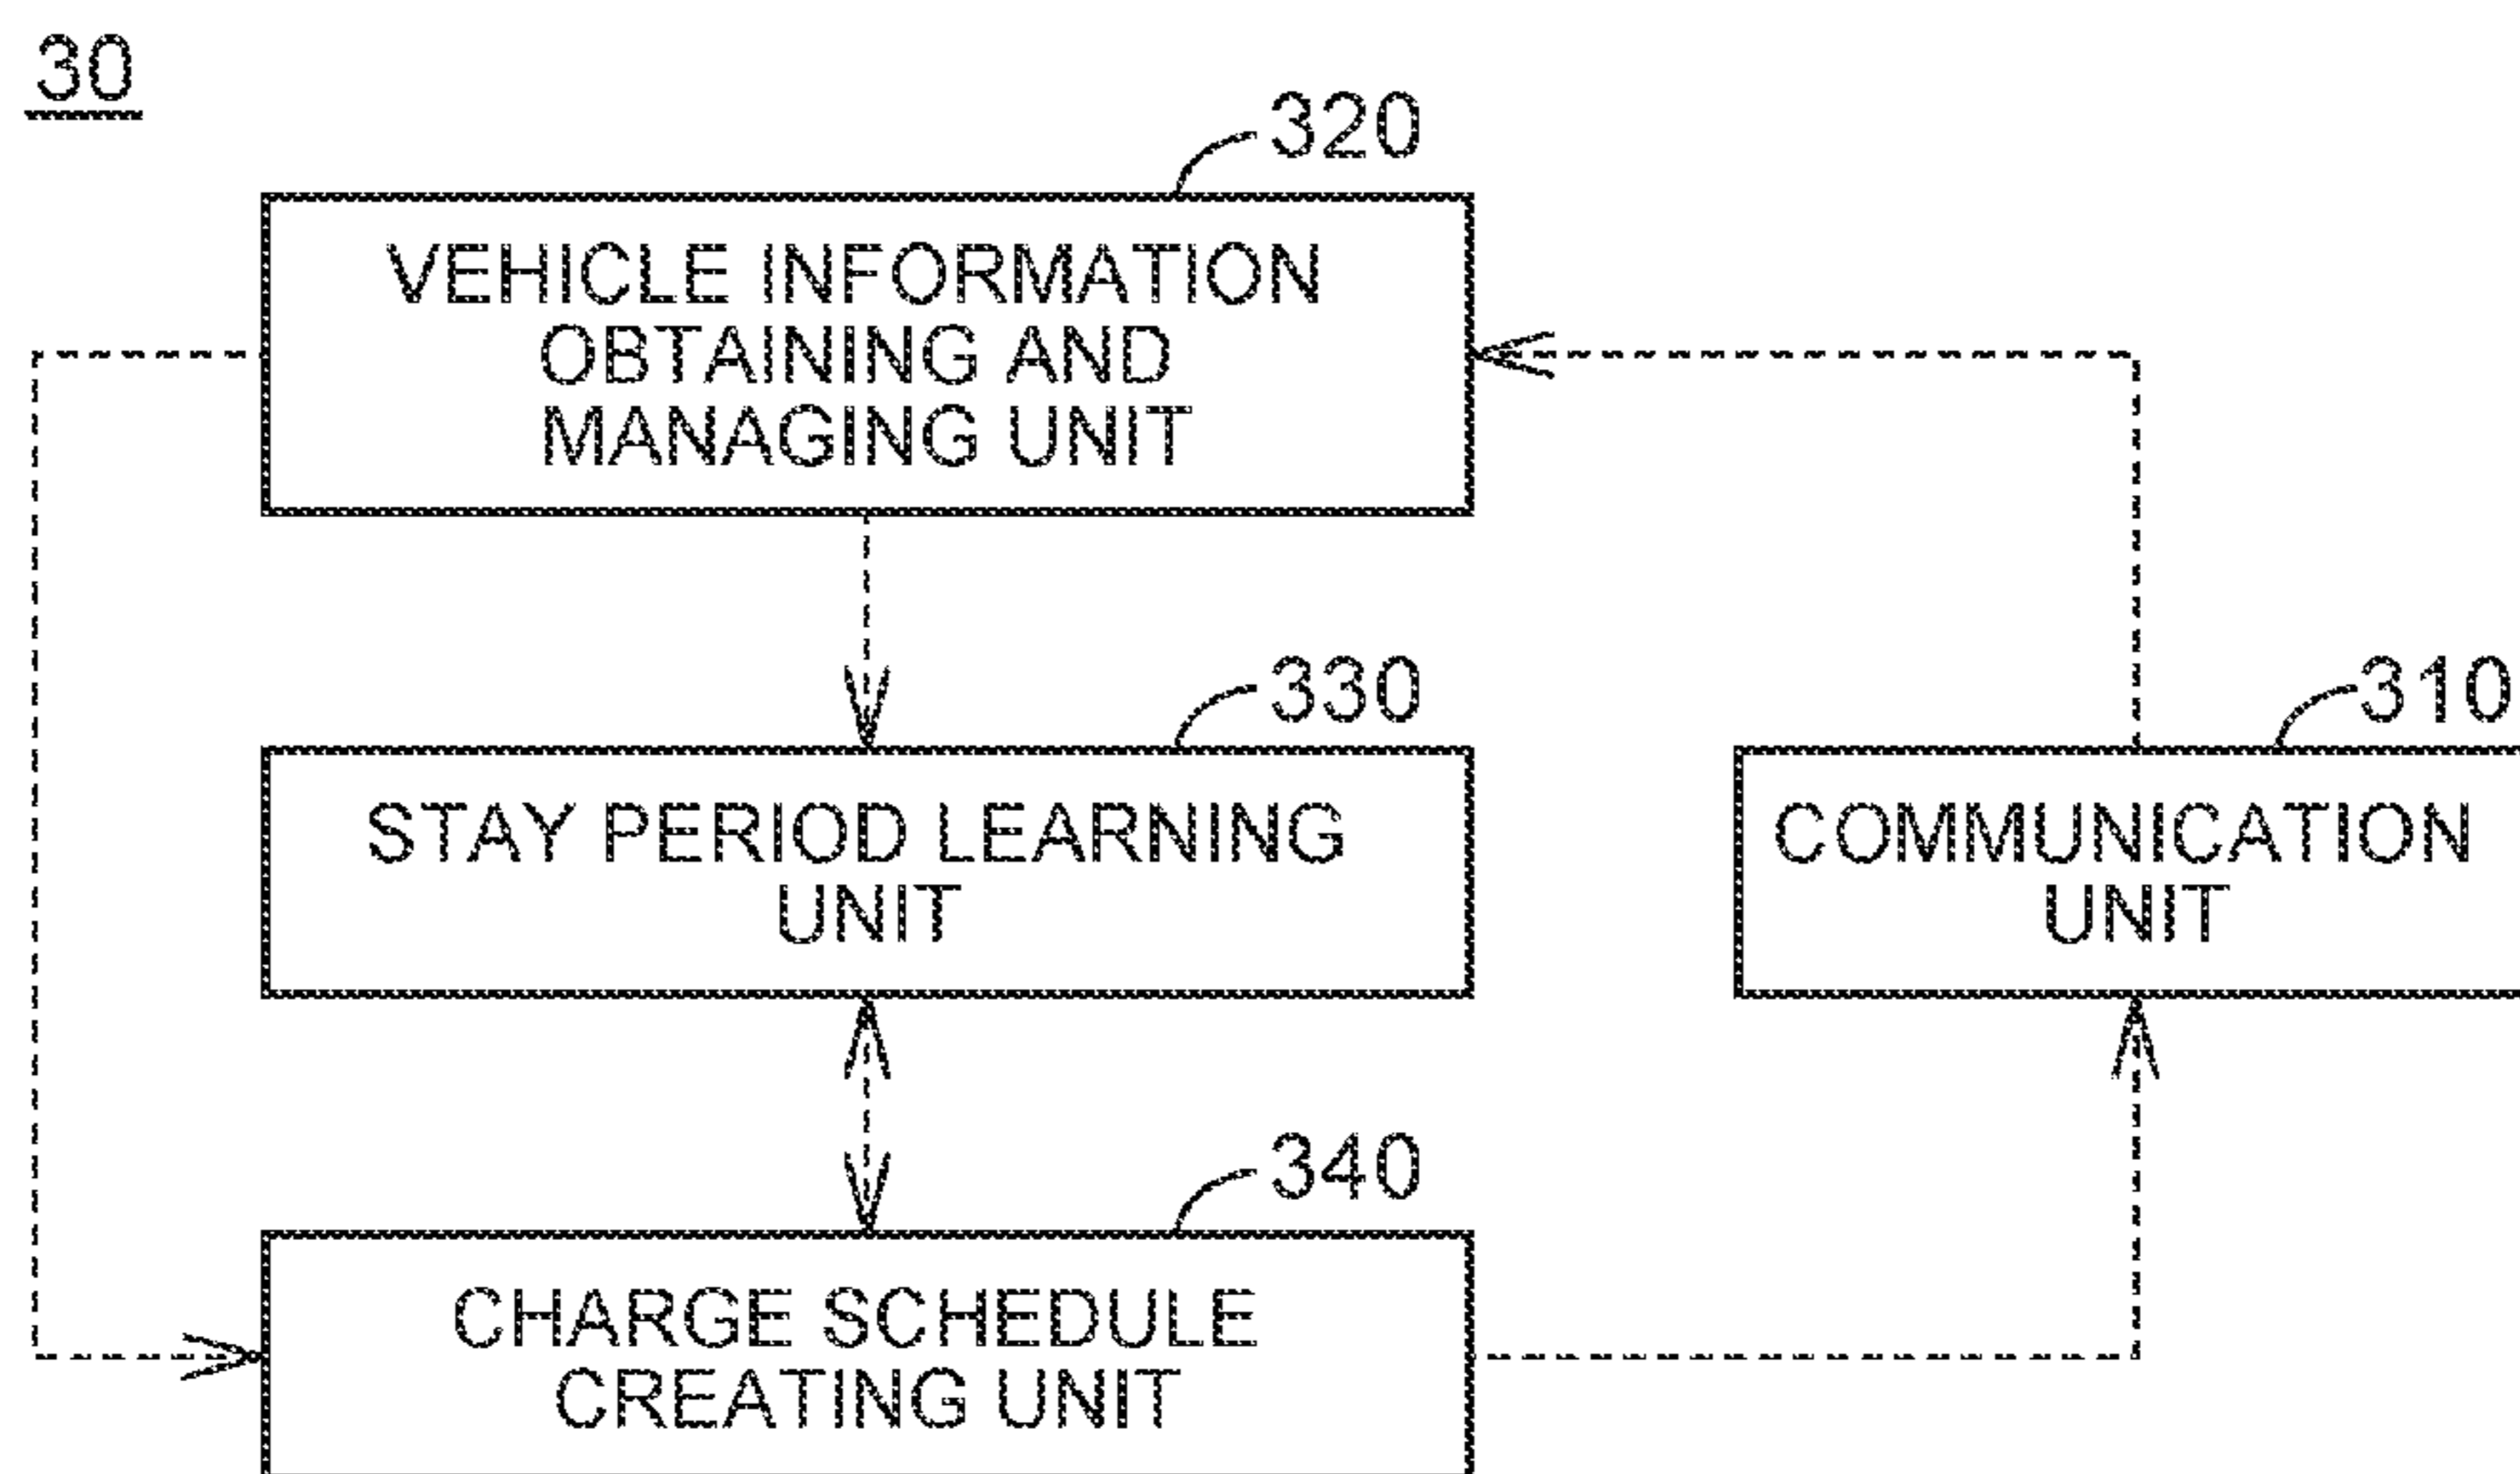 30
320
VEHICLE INFORMATION
OBTAINING AND
MANAGING UNIT
330
STAY PERIOD LEARNING
UNIT
310
COMMUNICATION
UNIT
340
CHARGE SCHEDULE
CREATING UNIT